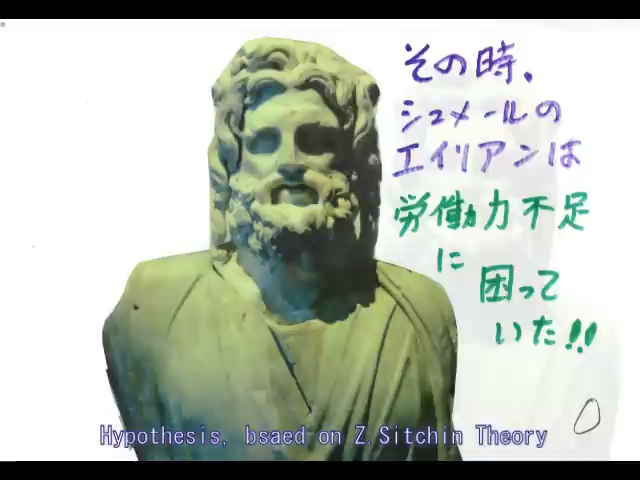 その時、
シュメールの
エイリアンは
労働力不足
に
困って
いた!!
Hypothesis, bsaed on Z.Sitchin Theory